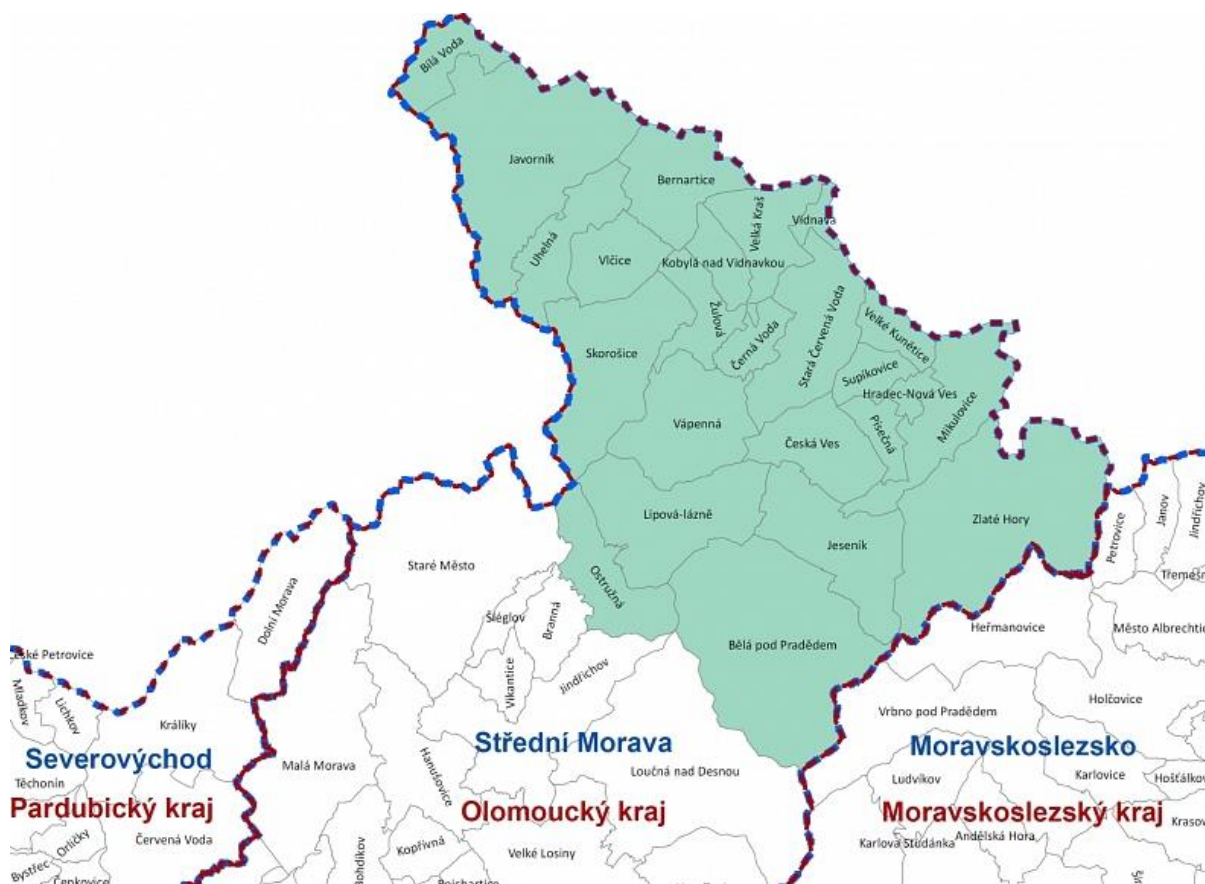 Bílá Voda
Javorník
Bernartice
Uhelná
Vlčice
Kobylá nad Vidnavkou
Velká Kraš
Vidnava
Skorošice
Žulová
Černá Voda
Stará Červená Voda
Velké Kunětice
Supíkovice
Hradec-Nová Ves
Písečná
Mikulovice
Vápenná
Česká Ves
Lipová-lázně
Jeseník
Zlaté Hory
Ostružná
Bělá pod Pradědem
Staré Město
Dolní Morava
Šléglov
Branná
Vikantice
Jindřichov
Petrovice
Janov
Jindřichov
Heřmanovice
Město Albrechtic
Mladkov
Lichkov
Králíky
Severovýchod
Střední Morava
Moravskoslezsko
Vrbno pod Pradědem
Holčovice
Těchonín
Malá Morava
Hanušovice
Loučná nad Desnou
Ludvíkov
Karlovice
Pardubický kraj
Olomoucký kraj
Moravskoslezský kraj
Orličky
Červená Voda
Bystřec
Bohdíkov
Kopřivná
Velké Losiny
Karlova Studánka
Andělská Hora
Krasov